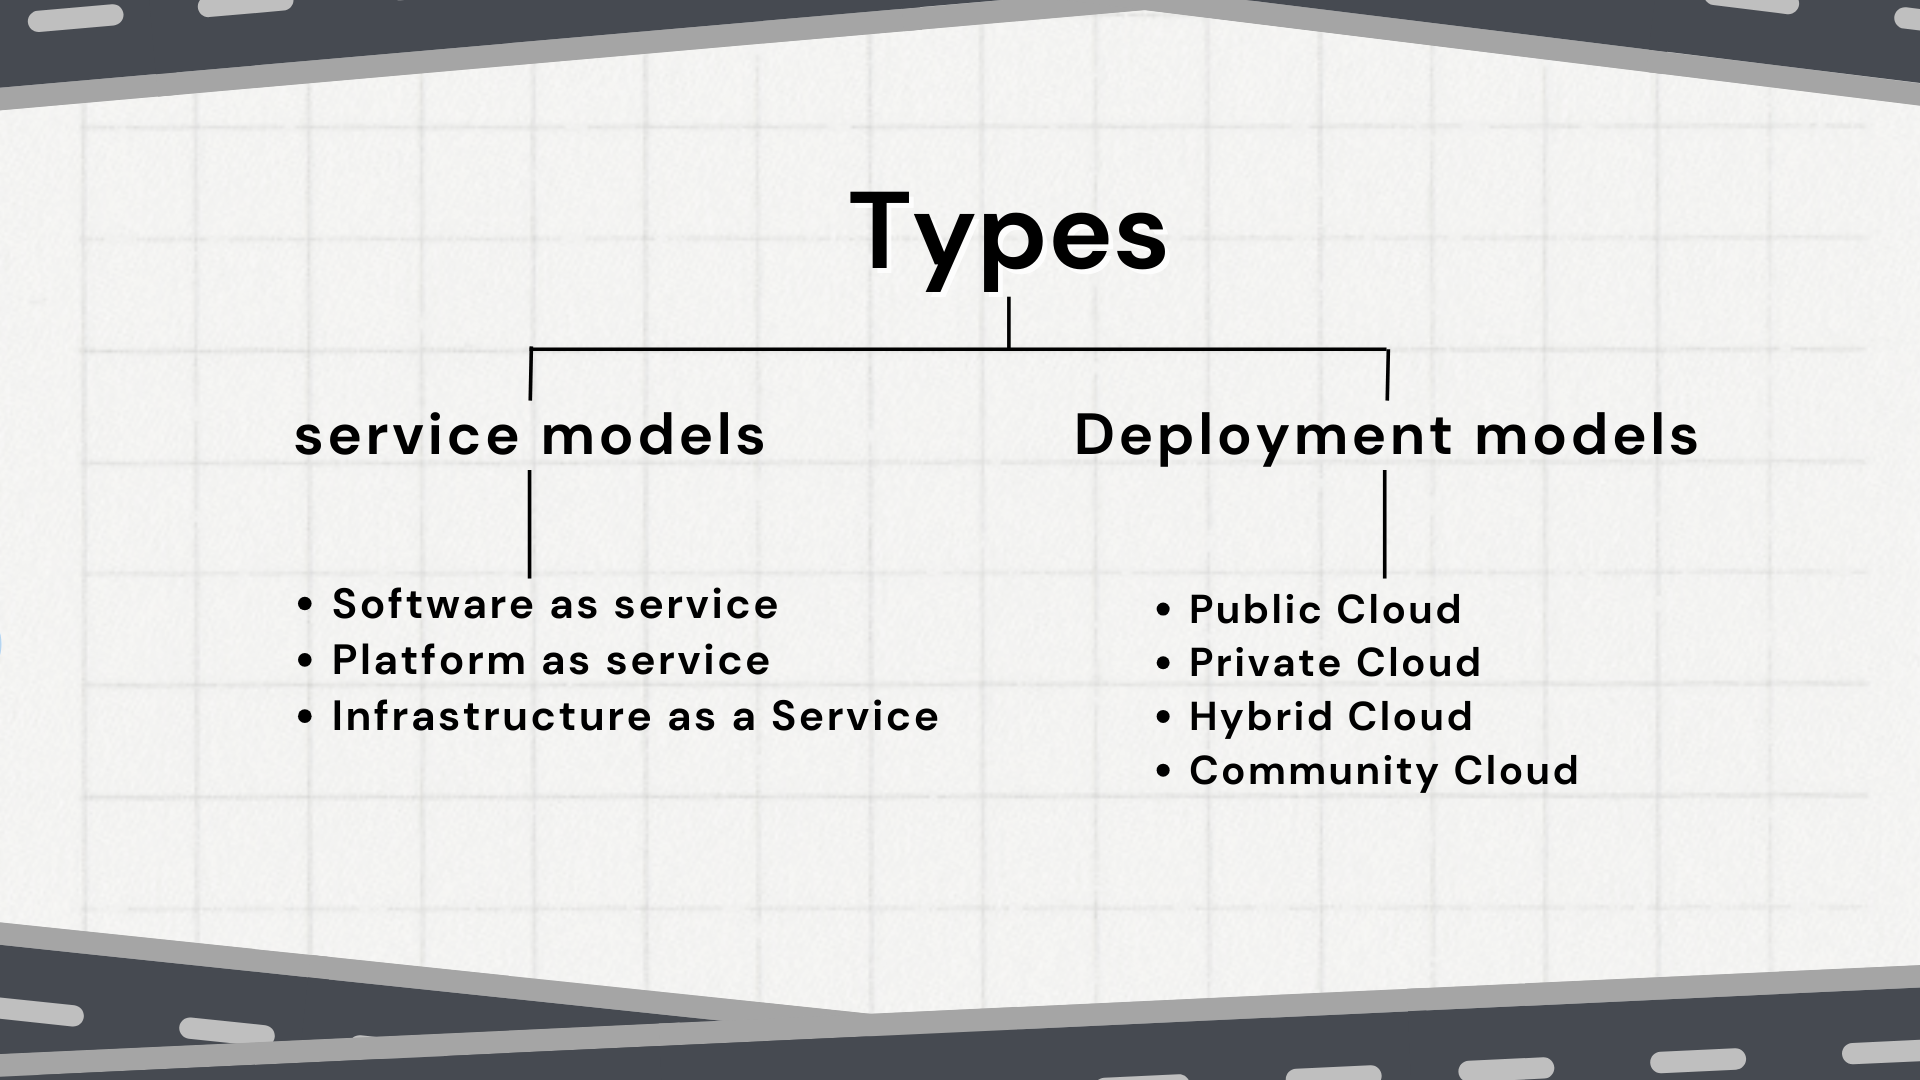 Types
service models
Deployment models
• Software as service
• Platform as service
• Infrastructure as a Service
• Public Cloud
• Private Cloud
• Hybrid Cloud
• Community Cloud